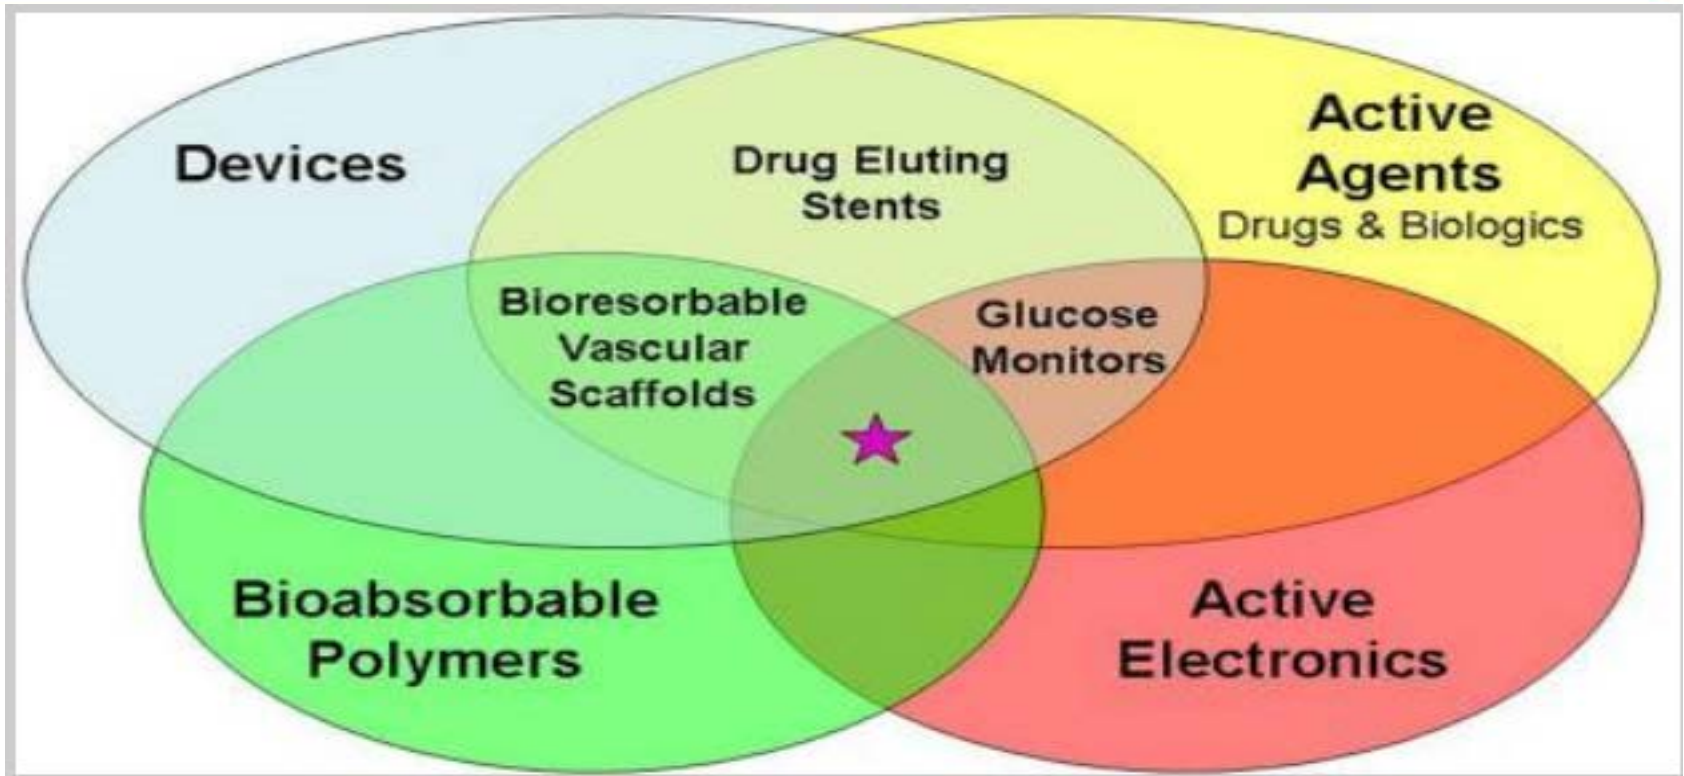 Devices
Drug Eluting
Stents
Active
Agents
Drugs & Biologics
Bioresorbable
Vascular
Scaffolds
Glucose
Monitors
Bioabsorbable
Polymers
Active
Electronics